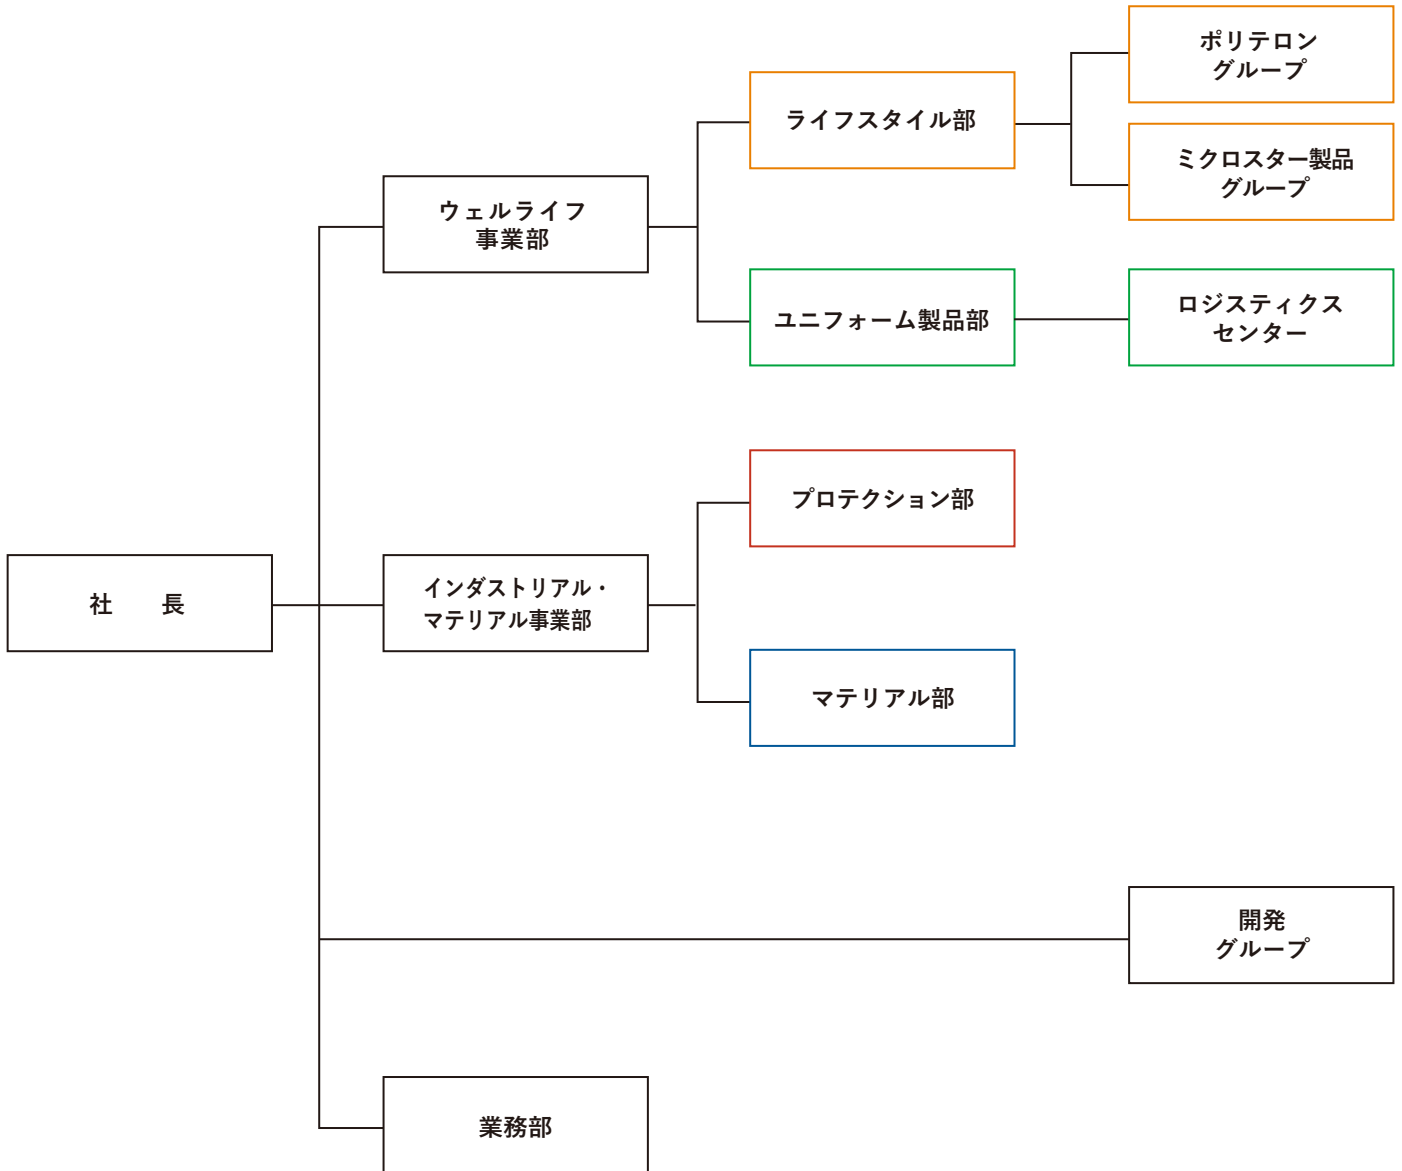 ポリテロン
グループ
ライフスタイル部
ミクロスター製品
グループ
ウェルライフ
事業部
ユニフォーム製品部
ロジスティクス
センター
プロテクション部
社　　長
インダストリアル・
マテリアル事業部
マテリアル部
開発
グループ
業務部